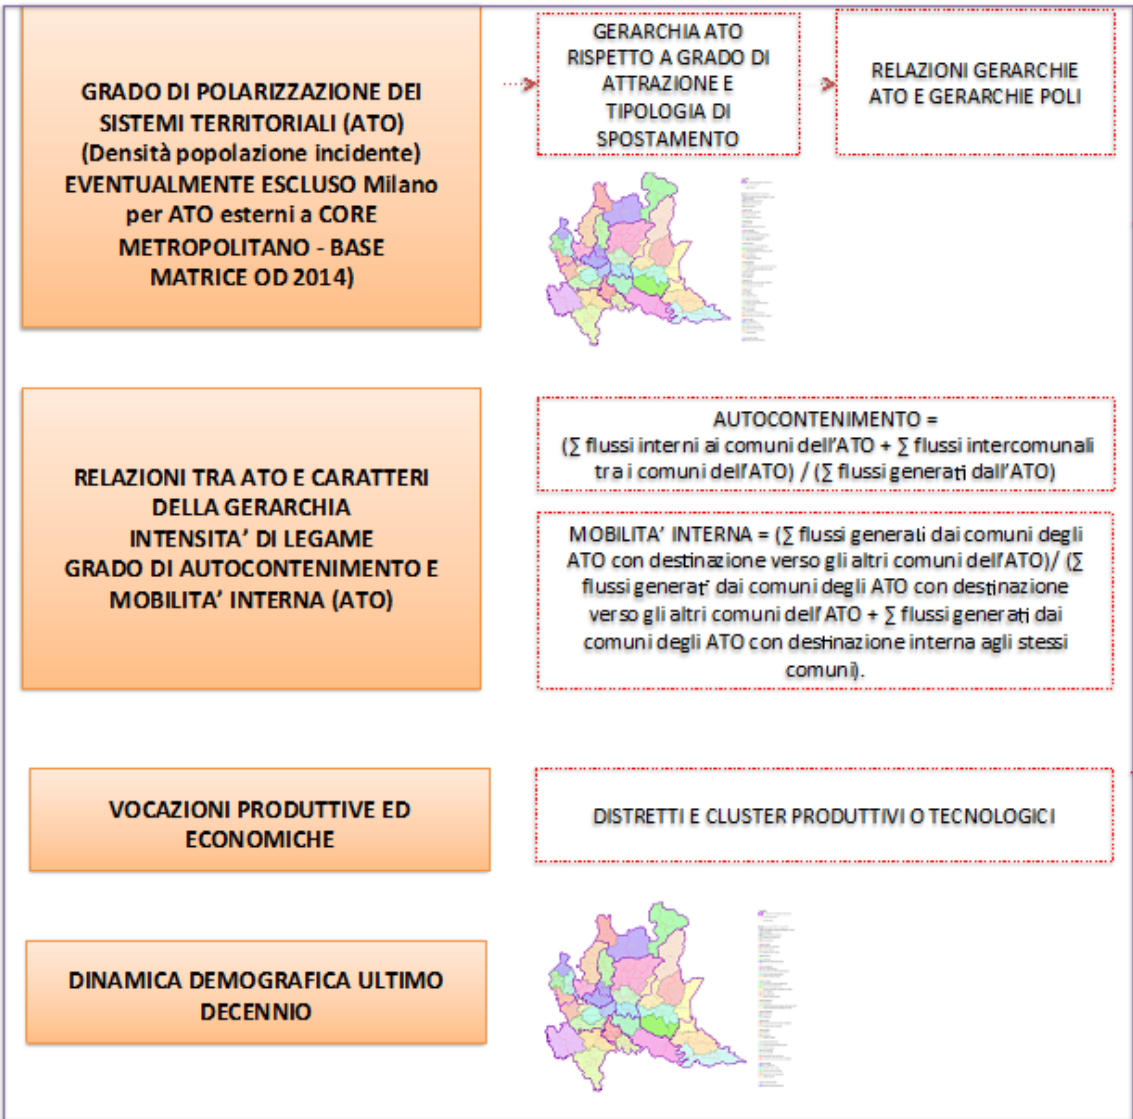 GRADO DI POLARIZZAZIONE DEI
SISTEMI TERRITORIALI (ATO)
(Densità popolazione incidente)
EVENTUALMENTE ESCLUSO Milano
per ATO esterni a CORE
METROPOLITANO - BASE
MATRICE OD 2014)
GERARCHIA ATO
RISPETTO A GRADO DI
ATTRAZIONE E
TIPOLOGIA DI
SPOSTAMENTO
RELAZIONI GERARCHIE
ATO E GERARCHIE POLI
RELAZIONI TRA ATO E CARATTERI
DELLA GERARCHIA
INTENSITA' DI LEGAME
GRADO DI AUTOCONTENIMENTO E
MOBILITA' INTERNA (ATO)
AUTOCONTENIMENTO =
(∑ flussi interni ai comuni dell'ATO + ∑ flussi intercomunali
tra i comuni dell'ATO) / (∑ flussi generati dall'ATO)
MOBILITA' INTERNA = (∑ flussi generati dai comuni degli
ATO con destinazione verso gli altri comuni dell'ATO)/ (∑
flussi generati dai comuni degli ATO con destinazione
verso gli altri comuni dell'ATO + ∑ flussi generati dai
comuni degli ATO con destinazione interna agli stessi
comuni).
VOCAZIONI PRODUTTIVE ED
ECONOMICHE
DISTRETTI E CLUSTER PRODUTTIVI O TECNOLOGICI
DINAMICA DEMOGRAFICA ULTIMO
DECENNIO